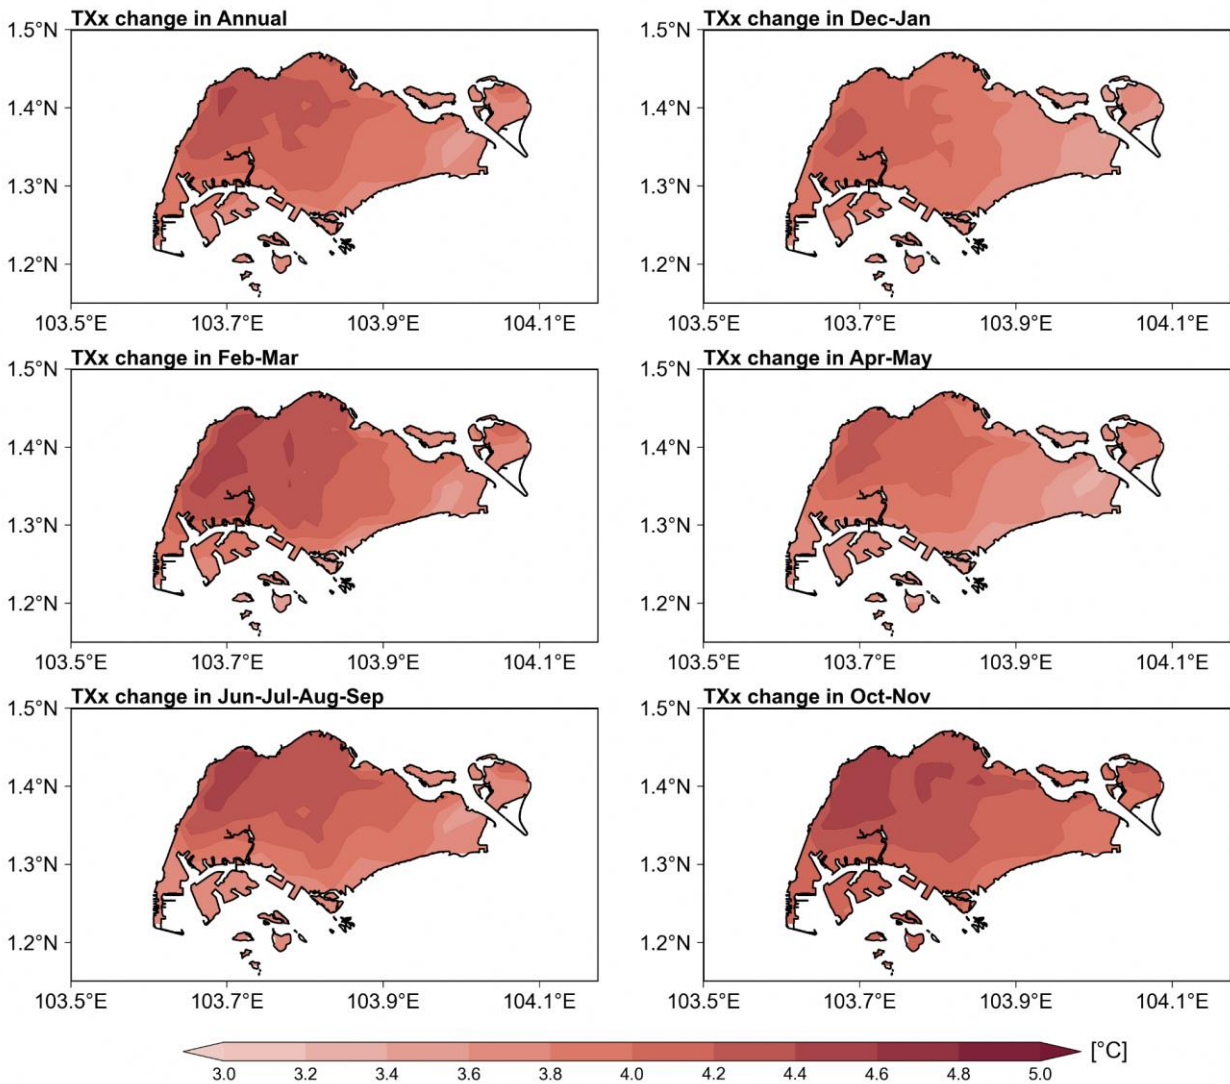 TXx change in Annual
TXx change in Dec-Jan
1.5°N
1.4°N
1.3°N
1.2°N
103.5°E 103.7°E 103.9°E 104.1°E
1.5°N
1.4°N
1.3°N
1.2°N
103.5°E 103.7°E 103.9°E 104.1°E
TXx change in Feb-Mar
TXx change in Apr-May
1.5°N
1.4°N
1.3°N
1.2°N
103.5°E 103.7°E 103.9°E 104.1°E
1.5°N
1.4°N
1.3°N
1.2°N
103.5°E 103.7°E 103.9°E 104.1°E
TXx change in Jun-Jul-Aug-Sep
TXx change in Oct-Nov
1.5°N
1.4°N
1.3°N
1.2°N
103.5°E 103.7°E 103.9°E 104.1°E
1.5°N
1.4°N
1.3°N
1.2°N
103.5°E 103.7°E 103.9°E 104.1°E
[°C]
3.0 3.2 3.4 3.6 3.8 4.0 4.2 4.4 4.6 4.8 5.0